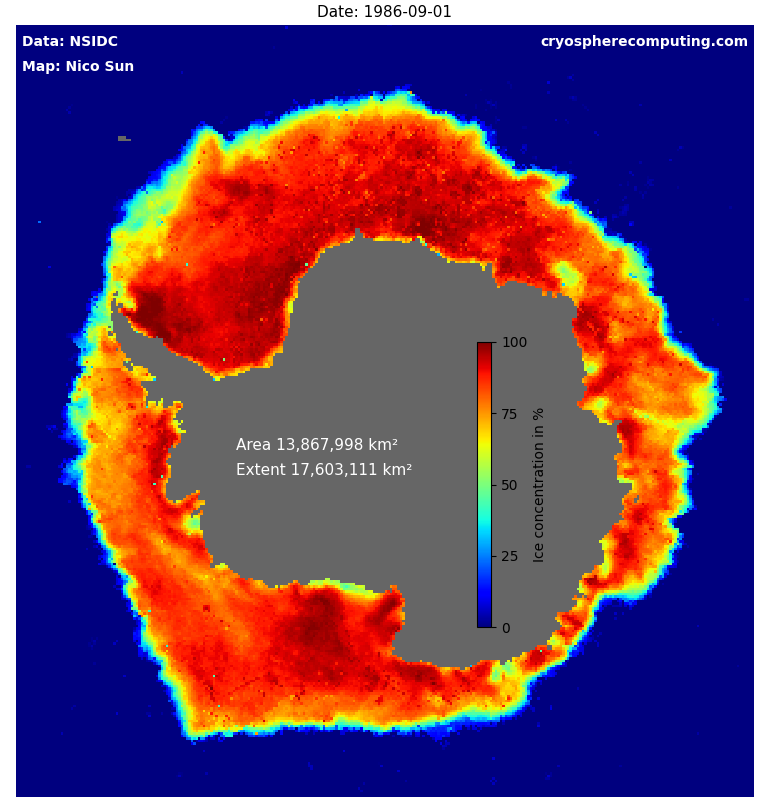 Date: 1986-09-01
Data: NSIDC
cryospherecomputing.com
Map: Nico Sun
100
75
50
25
0
Ice concentration in %
Area 13,867,998 km²
Extent 17,603,111 km²